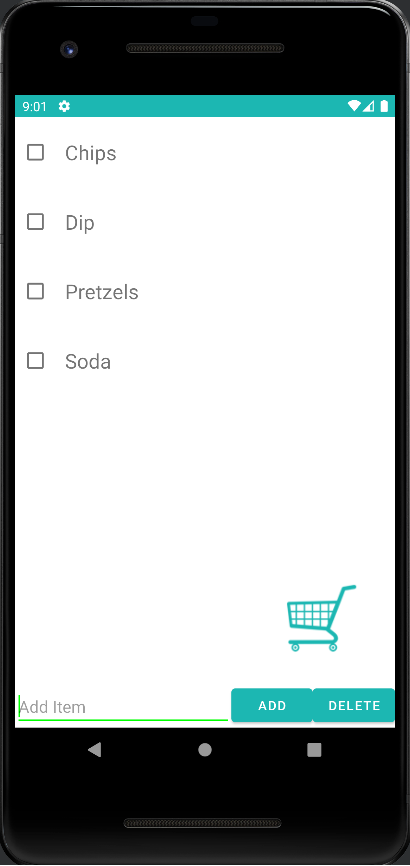 9:01
Chips
Dip
Pretzels
Soda
Add Item ADD DELETE